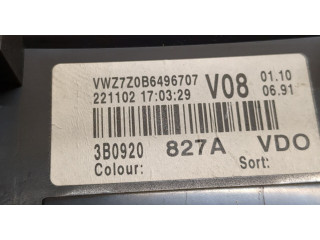 VWZ7Z0B6496707 V08 01.10
221102 17:03:29 06.91
3B0920 827A VDO
Colour: Sort: